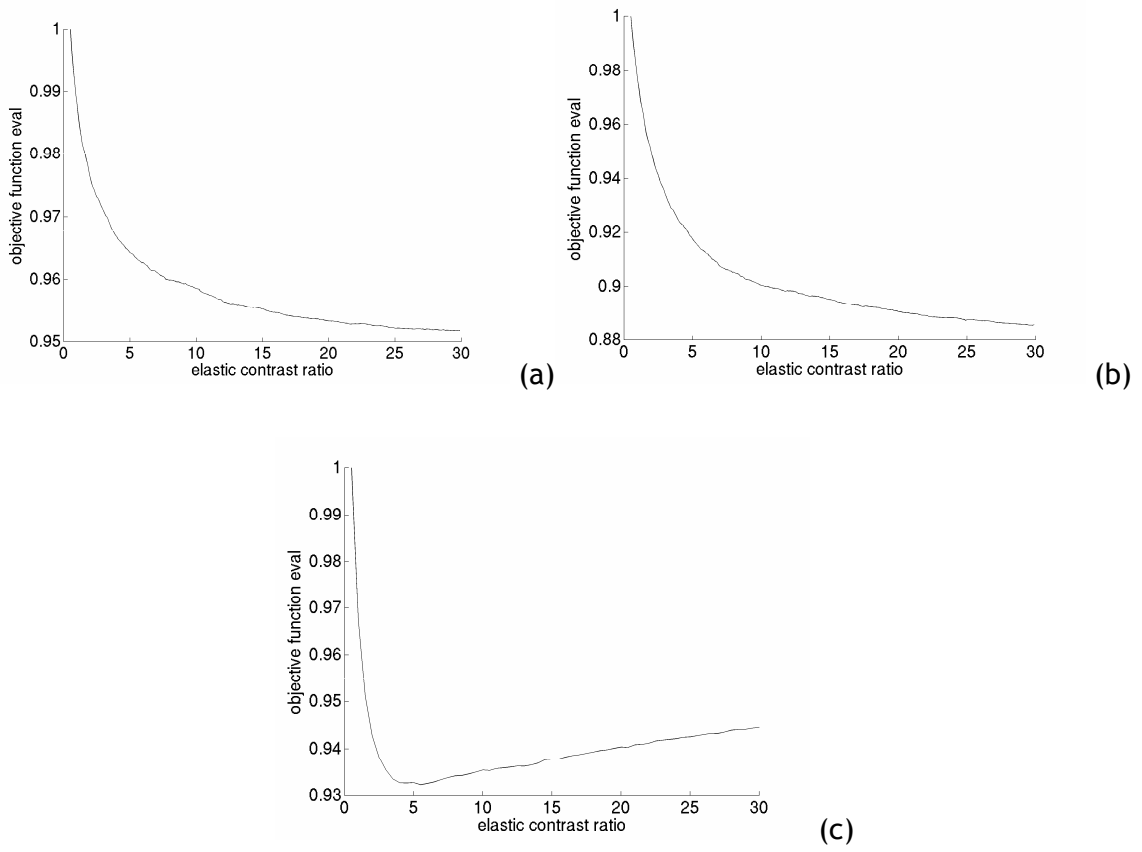 1
0.99
0.98
0.97
0.96
0.95
objective function eval
0 5 10 15 20 25 30
elastic contrast ratio
(a)
1
0.98
0.96
0.94
0.92
0.9
0.88
objective function eval
0 5 10 15 20 25 30
elastic contrast ratio
(b)
1
0.99
0.98
0.97
0.96
0.95
0.94
0.93
objective function eval
0 5 10 15 20 25 30
elastic contrast ratio
(c)